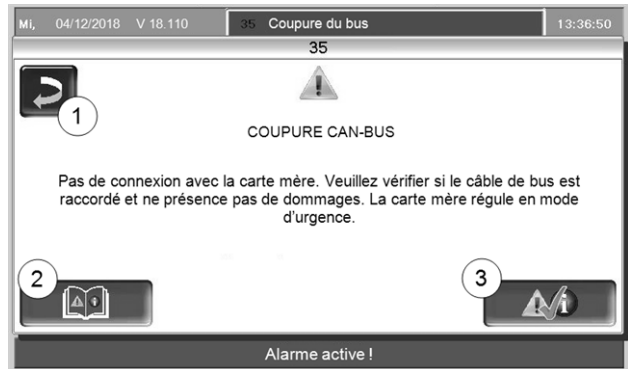 Mi, 04/12/2018 V 18.110 35 Coupure du bus 13:36:50
35
1
COUPURE CAN-BUS
Pas de connexion avec la carte mère. Veuillez vérifier si le câble de bus est
raccordé et ne présence pas de dommages. La carte mère régule en mode
d'urgence.
2
3
Alarme active !